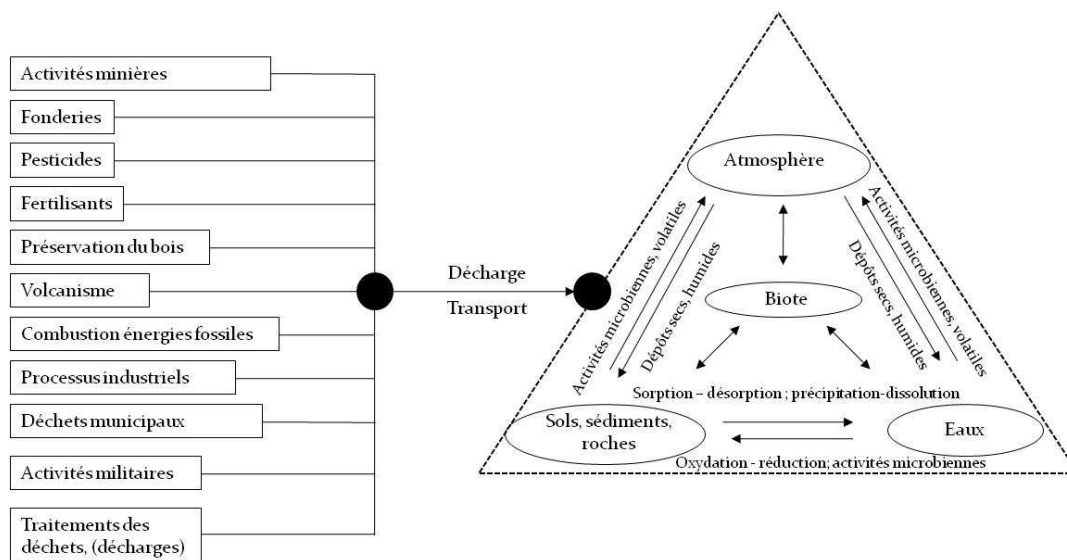 Activités minières
Fonderies
Pesticides
Fertilisants
Préservation du bois
Volcanisme
Combustion énergies fossiles
Processus industriels
Déchets municipaux
Activités militaires
Traitements des
déchets, (décharges)
Décharge
Transport
Atmosphère
Activités microbiennes, volatiles
Dépôts secs, humides
Biote
Dépôts secs, humides
Activités microbiennes, volatiles
Sorption – désorption ; précipitation-dissolution
Sols, sédiments,
roches
Eaux
Oxydation - réduction; activités microbiennes